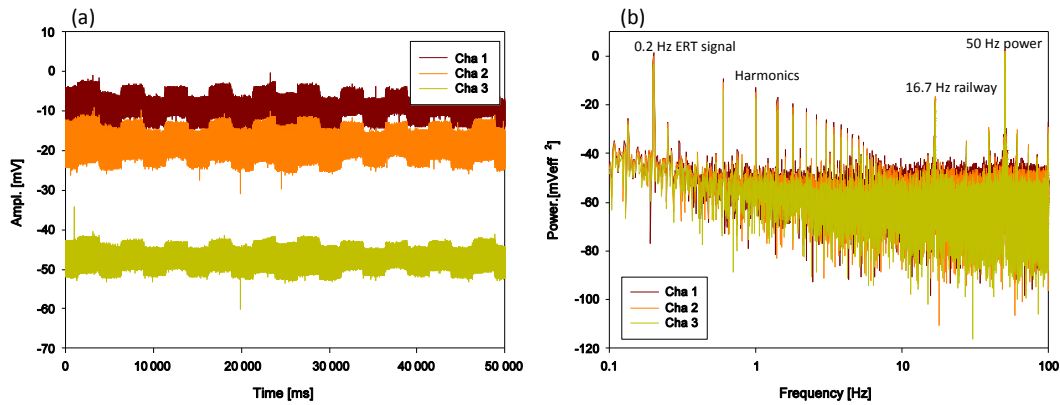 (a)
10
0
-10
-20
-30
-40
-50
-60
-70
Ampl. [mV]
0
10 000
20 000
30 000
40 000
50 000
Time [ms]
Cha 1
Cha 2
Cha 3
(b)
0
-20
-40
-60
-80
-100
-120
Power.[mVeff ²]
0.1
1
10
100
Frequency [Hz]
0.2 Hz ERT signal
Harmonics
16.7 Hz railway
50 Hz power
Cha 1
Cha 2
Cha 3